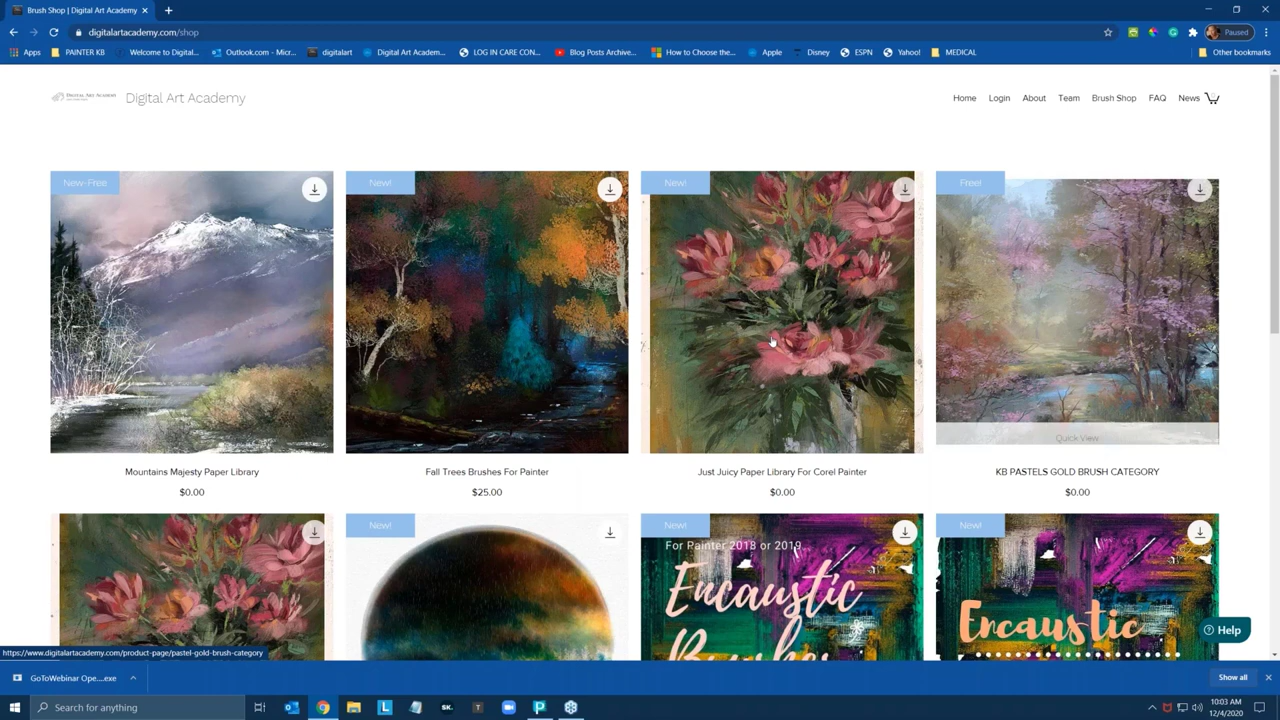 Brush Shop | Digital Art Academy
digitalartacademy.com/shop
Paused
Apps
PAINTER KB
Welcome to Digital...
Outlook.com - Micr...
digitalart
Digital Art Academ...
LOG IN CARE CON...
Blog Posts Archive...
How to Choose the...
Apple
Disney
ESPN
Yahoo!
MEDICAL
Other bookmarks
DIGITAL ART ACADEMY
Digital Art Academy
Home
Login
About
Team
Brush Shop
FAQ
News
New-Free
New!
New!
Free!
Quick View
Mountains Majesty Paper Library
Fall Trees Brushes For Painter
Just Juicy Paper Library For Corel Painter
KB PASTELS GOLD BRUSH CATEGORY
$0.00
$25.00
$0.00
$0.00
New!
New!
New!
For Painter 2018 or 2019
Encaustic
Brushes
Encaustic
Help
https://www.digitalartacademy.com/product-page/pastel-gold-brush-category
GoToWebinar Ope....exe
Show all
Search for anything
10:03 AM
12/4/2020